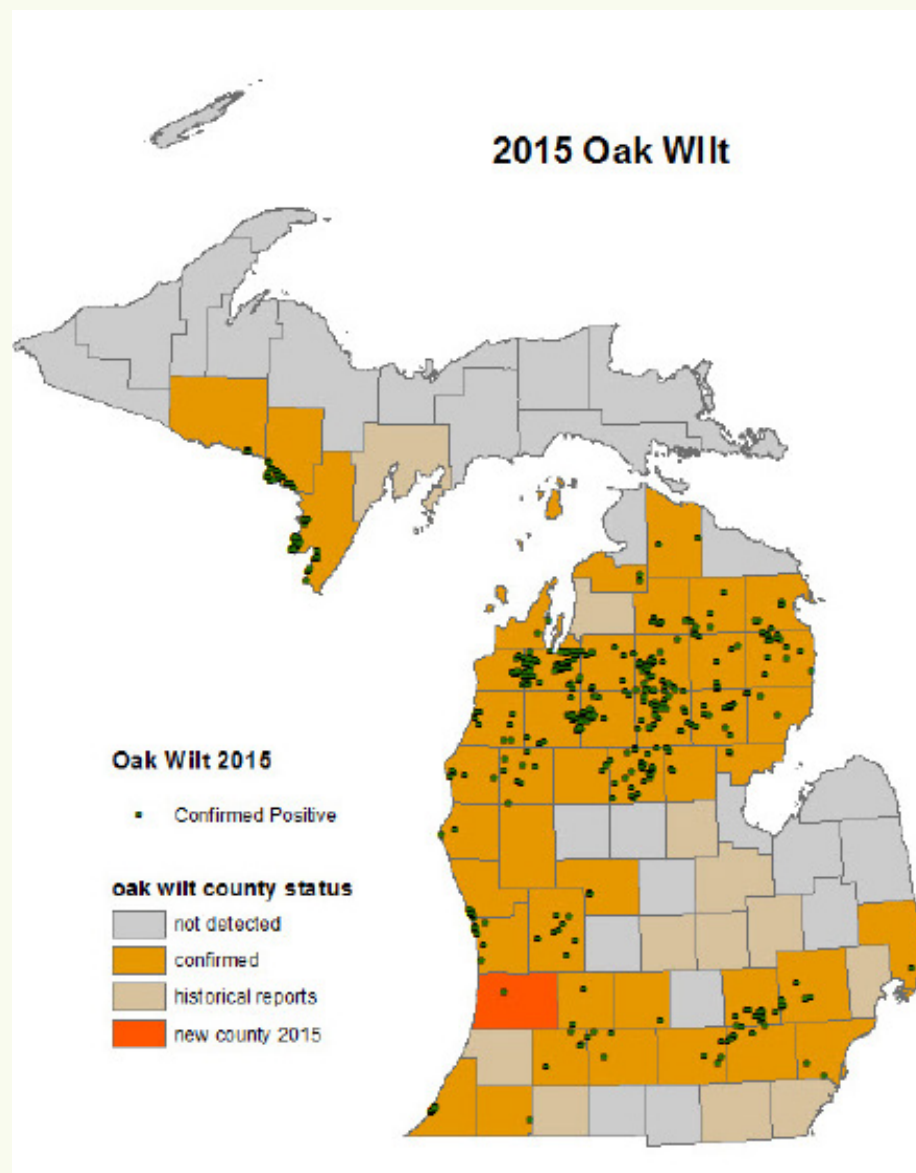 2015 Oak WIlt
Oak Wilt 2015
Confirmed Positive
oak wilt county status
not detected
confirmed
historical reports
new county 2015